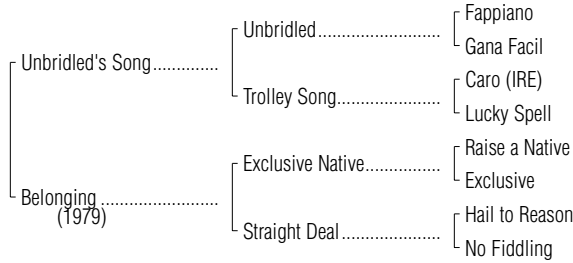 Fappiano
Unbridled
Gana Facil
Unbridled's Song
Caro (IRE)
Trolley Song
Lucky Spell
Raise a Native
Exclusive Native
Exclusive
Belonging
(1979)
Hail to Reason
Straight Deal
No Fiddling